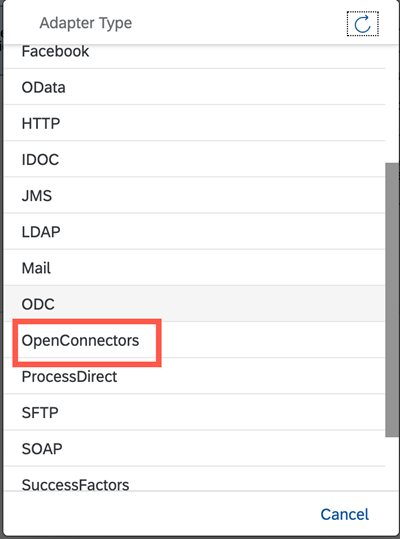 Adapter Type
Facebook
OData
HTTP
IDOC
JMS
LDAP
Mail
ODC
OpenConnectors
ProcessDirect
SFTP
SOAP
SuccessFactors
Cancel